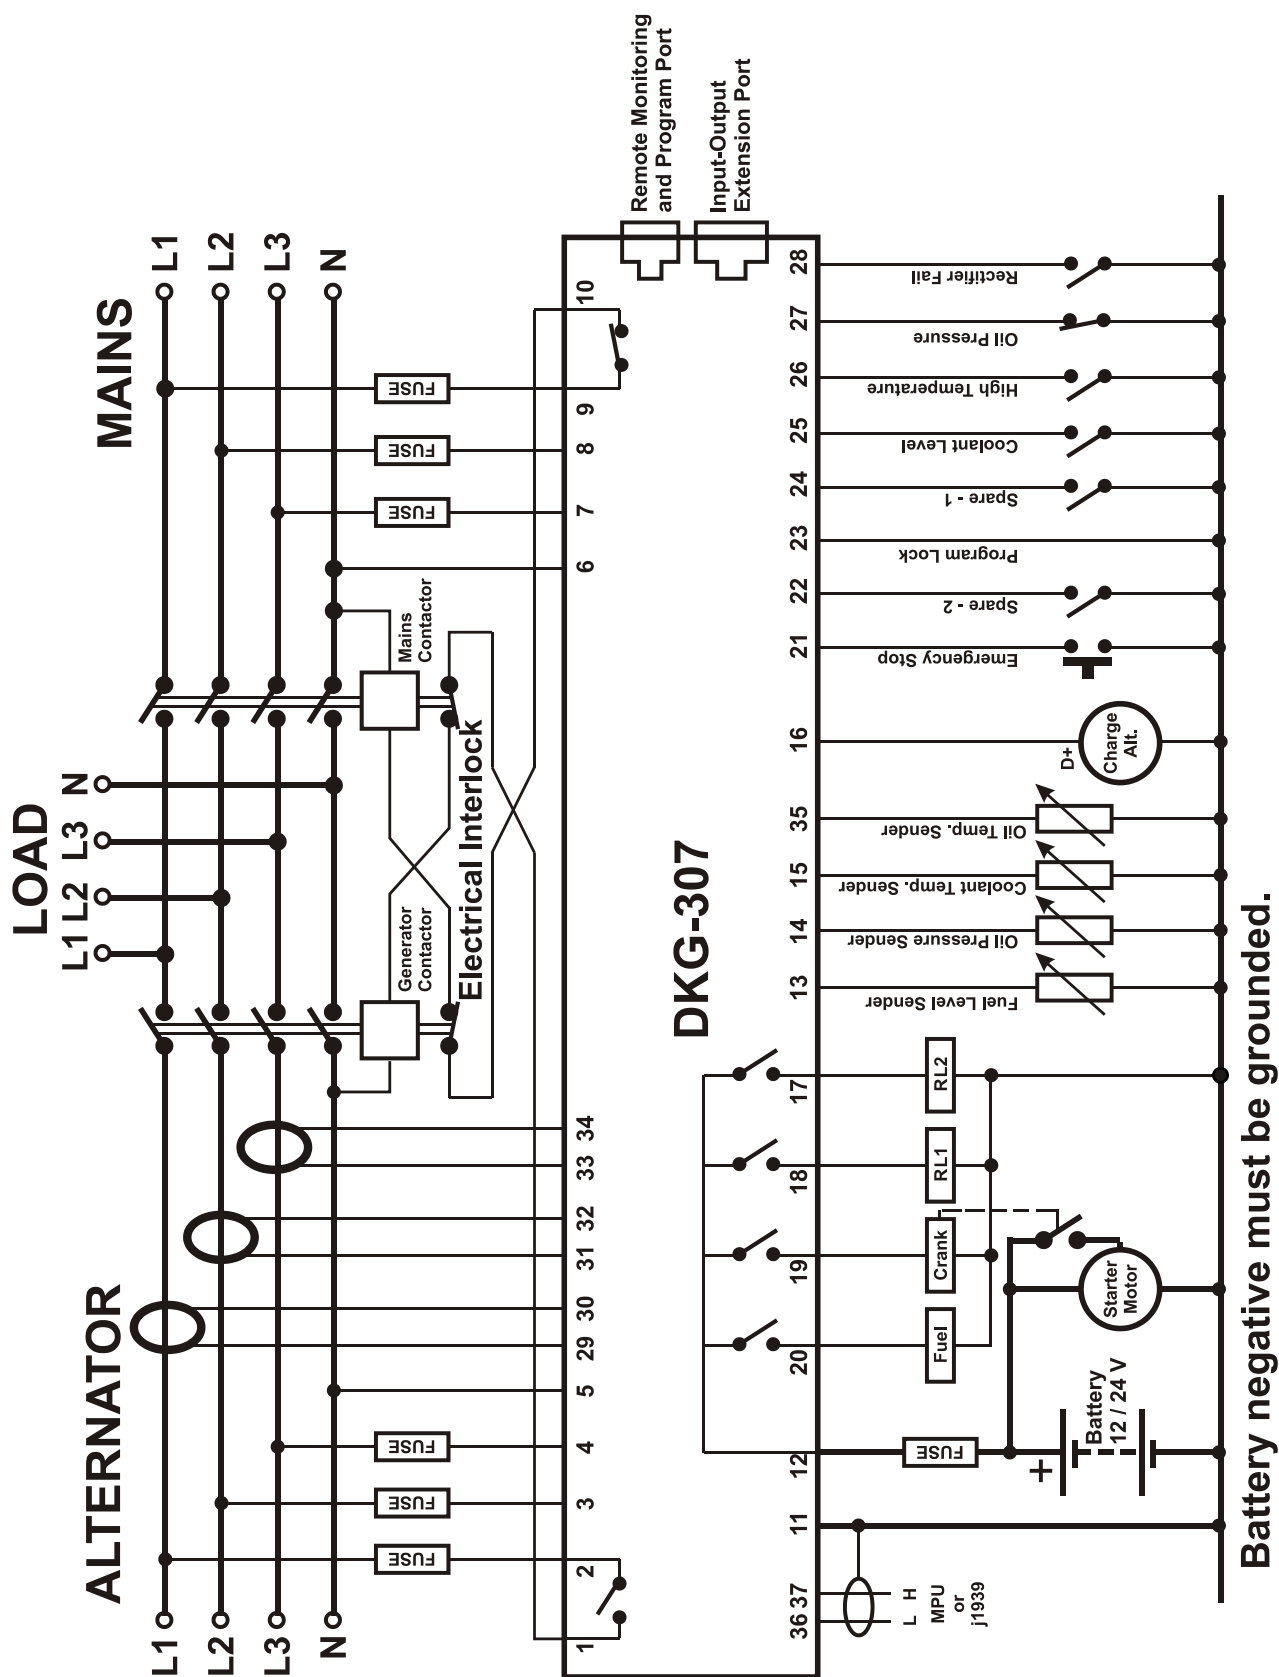 MAINS
L1
L2
L3
N
LOAD
L1
L2
L3
N
ALTERNATOR
L1
L2
L3
N
FUSE
FUSE
FUSE
FUSE
FUSE
FUSE
Generator
Contactor
Mains
Contactor
Electrical Interlock
1
2
3
4
5
29
30
31
32
33
34
6
7
8
9
10
Remote Monitoring
and Program Port
Input-Output
Extension Port
DKG-307
36
37
11
12
20
19
18
17
13
14
15
35
16
21
22
23
24
25
26
27
28
L
H
MPU
or
j1939
FUSE
Fuel
Crank
RL1
RL2
+
Battery
12 / 24 V
Starter
Motor
Fuel Level Sender
Oil Pressure Sender
Coolant Temp. Sender
Oil Temp. Sender
D+
Charge
Alt.
Emergency Stop
Spare - 2
Program Lock
Spare - 1
Coolant Level
High Temperature
Oil Pressure
Rectifier Fail
Battery negative must be grounded.